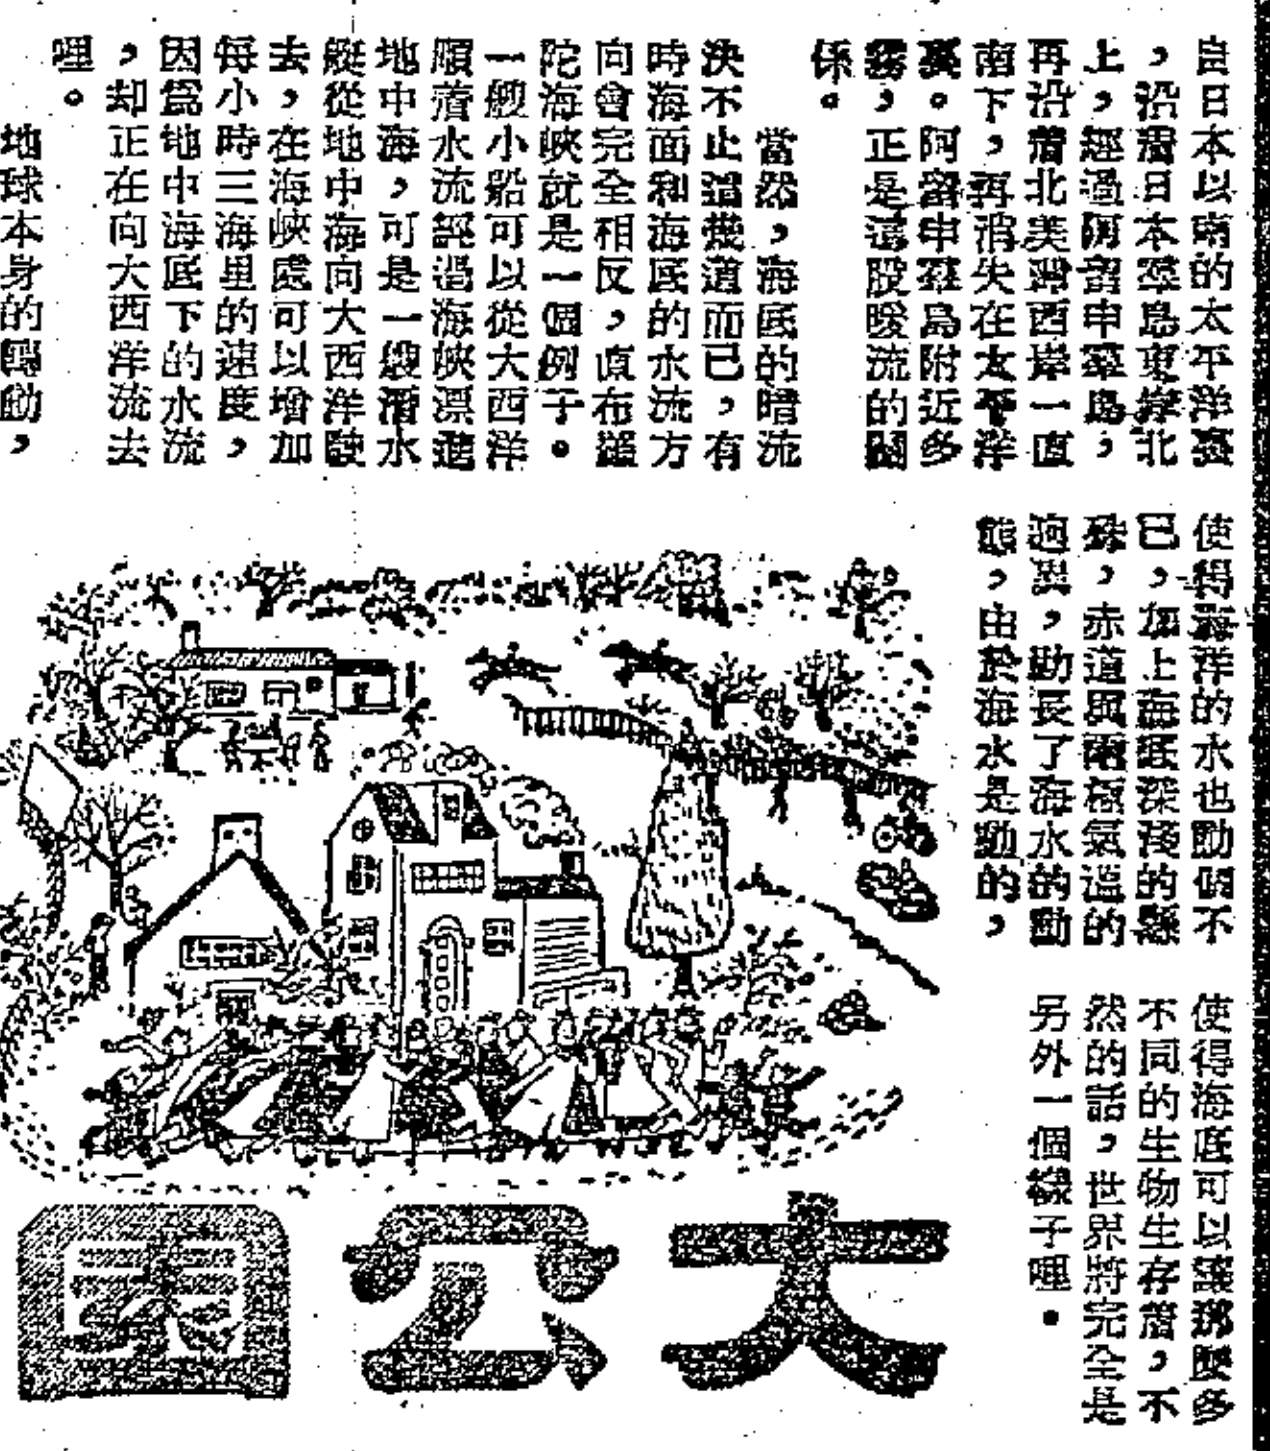 自日本以南的太平洋裏
,沿着日本羣島東岸北
上,經過阿留申羣島,
再沿着北美灣西岸一直
南下,再消失在太平洋
裏。阿留申羣島附近多
霧,正是這股暖流的關
係。
當然,海底的暗流
決不止這幾道而已,有
時海面和海底的水流方
向會完全相反,直布羅
陀海峽就是一個例子。
一艘小船可以從大西洋
順着水流經過海峽漂進
地中海,可是一艘潛水
艇從地中海向大西洋駛
去,在海峽處可以增加
每小時三海里的速度,
因爲地中海底下的水流
,却正在向大西洋流去
哩。
地球本身的轉動,
使得海洋的水也動個不
已,加上海底深淺的懸
殊,赤道與兩極氣溫的
迥異,助長了海水的動
態,由於海水是動的,
使得海底可以讓那麼多
不同的生物生存着,不
然的話,世界將完全是
另外一個樣子哩。
大公園